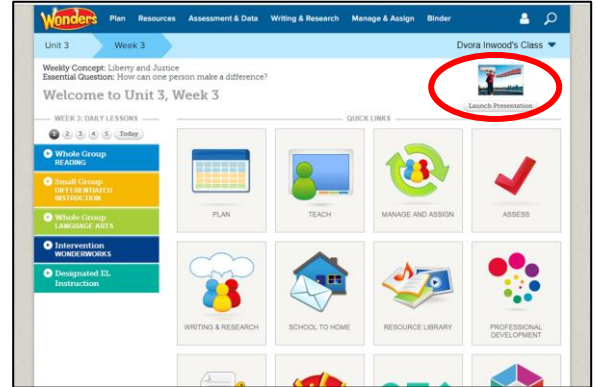 Wonders Plan Resources Assessment & Data Writing & Research Manage & Assign Binder
Unit 3 Week 3 Dvora Inwood's Class
Weekly Concept: Liberty and Justice
Essential Question: How can one person make a difference?
Welcome to Unit 3, Week 3
Launch Presentation
WEEK 3: DAILY LESSONS
1 2 3 4 5 Today
Whole Group
READING
Small Group
DIFFERENTIATED
INSTRUCTION
Whole Group
LANGUAGE ARTS
Intervention
WONDERWORKS
Designated EL
Instruction
QUICK LINKS
PLAN TEACH MANAGE AND ASSIGN ASSESS
WRITING & RESEARCH SCHOOL TO HOME RESOURCE LIBRARY PROFESSIONAL
DEVELOPMENT